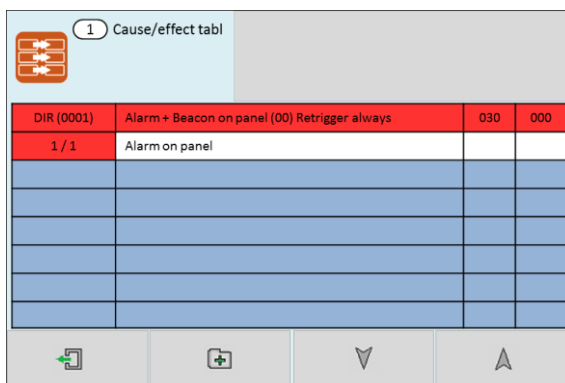 1 Cause/effect tabl
DIR (0001) Alarm + Beacon on panel (00) Retrigger always 030 000
1 / 1 Alarm on panel